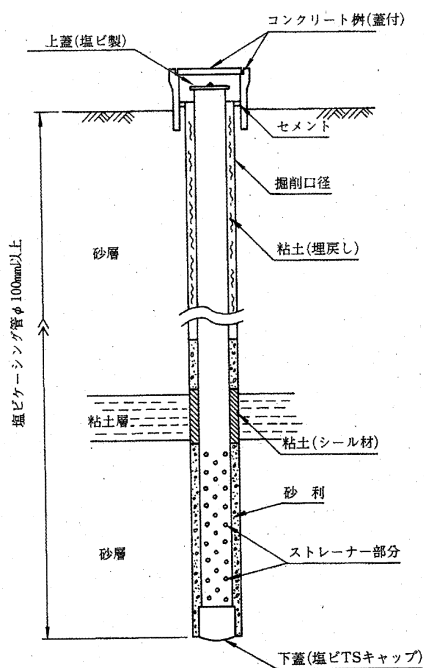 コンクリート桝(蓋付)
上蓋(塩ビ製)
セメント
掘削口径
粘土(埋戻し)
砂層
塩ビケーシング管φ100mm以上
粘土層
粘土(シール材)
砂利
ストレーナー部分
砂層
下蓋(塩ビTSキャップ)